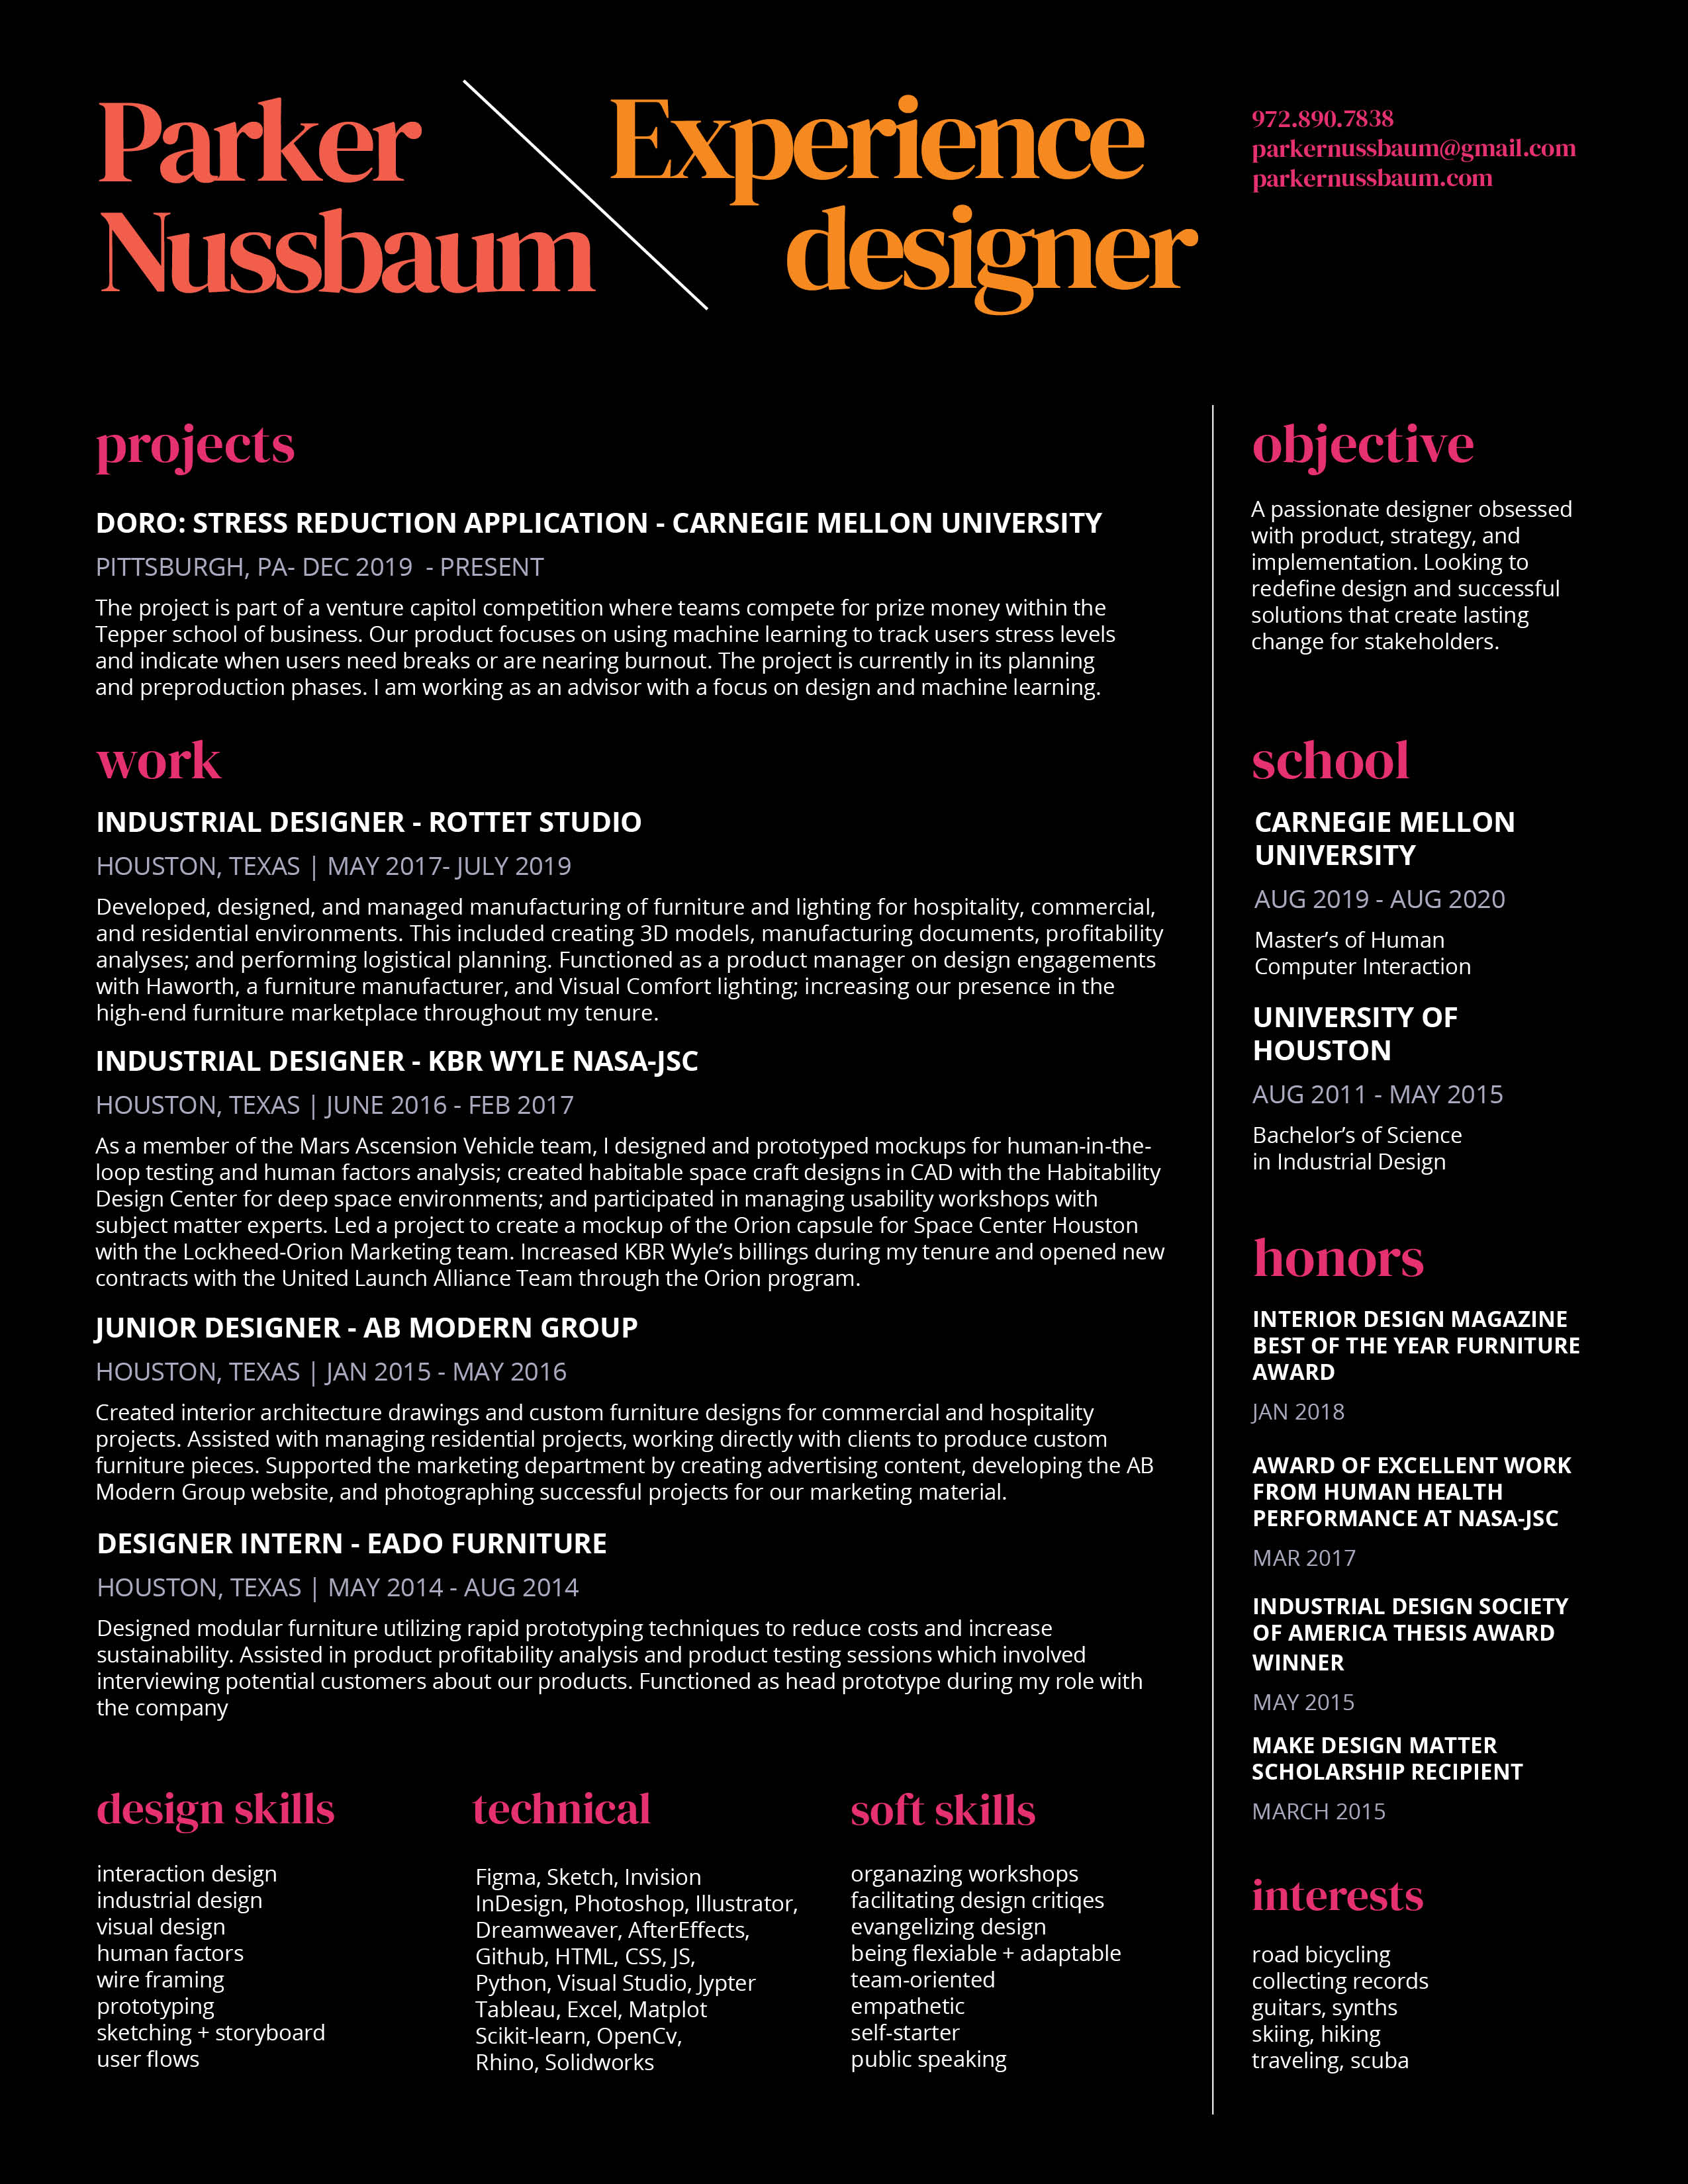 Parker
Nussbaum
Experience
designer
972.890.7838
parkernussbaum@gmail.com
parkernussbaum.com
projects
DORO: STRESS REDUCTION APPLICATION - CARNEGIE MELLON UNIVERSITY
PITTSBURGH, PA- DEC 2019 - PRESENT
The project is part of a venture capitol competition where teams compete for prize money within the
Tepper school of business. Our product focuses on using machine learning to track users stress levels
and indicate when users need breaks or are nearing burnout. The project is currently in its planning
and preproduction phases. I am working as an advisor with a focus on design and machine learning.
work
INDUSTRIAL DESIGNER - ROTTET STUDIO
HOUSTON, TEXAS | MAY 2017- JULY 2019
Developed, designed, and managed manufacturing of furniture and lighting for hospitality, commercial,
and residential environments. This included creating 3D models, manufacturing documents, profitability
analyses; and performing logistical planning. Functioned as a product manager on design engagements
with Haworth, a furniture manufacturer, and Visual Comfort lighting; increasing our presence in the
high-end furniture marketplace throughout my tenure.
INDUSTRIAL DESIGNER - KBR WYLE NASA-JSC
HOUSTON, TEXAS | JUNE 2016 - FEB 2017
As a member of the Mars Ascension Vehicle team, I designed and prototyped mockups for human-in-the-
loop testing and human factors analysis; created habitable space craft designs in CAD with the Habitability
Design Center for deep space environments; and participated in managing usability workshops with
subject matter experts. Led a project to create a mockup of the Orion capsule for Space Center Houston
with the Lockheed-Orion Marketing team. Increased KBR Wyle's billings during my tenure and opened new
contracts with the United Launch Alliance Team through the Orion program.
JUNIOR DESIGNER - AB MODERN GROUP
HOUSTON, TEXAS | JAN 2015 - MAY 2016
Created interior architecture drawings and custom furniture designs for commercial and hospitality
projects. Assisted with managing residential projects, working directly with clients to produce custom
furniture pieces. Supported the marketing department by creating advertising content, developing the AB
Modern Group website, and photographing successful projects for our marketing material.
DESIGNER INTERN - EADO FURNITURE
HOUSTON, TEXAS | MAY 2014 - AUG 2014
Designed modular furniture utilizing rapid prototyping techniques to reduce costs and increase
sustainability. Assisted in product profitability analysis and product testing sessions which involved
interviewing potential customers about our products. Functioned as head prototype during my role with
the company
design skills
interaction design
industrial design
visual design
human factors
wire framing
prototyping
sketching + storyboard
user flows
technical
Figma, Sketch, Invision
InDesign, Photoshop, Illustrator,
Dreamweaver, AfterEffects,
Github, HTML, CSS, JS,
Python, Visual Studio, Jypter
Tableau, Excel, Matplot
Scikit-learn, OpenCv,
Rhino, Solidworks
soft skills
organazing workshops
facilitating design critiqes
evangelizing design
being flexiable + adaptable
team-oriented
empathetic
self-starter
public speaking
objective
A passionate designer obsessed
with product, strategy, and
implementation. Looking to
redefine design and successful
solutions that create lasting
change for stakeholders.
school
CARNEGIE MELLON
UNIVERSITY
AUG 2019 - AUG 2020
Master's of Human
Computer Interaction
UNIVERSITY OF
HOUSTON
AUG 2011 - MAY 2015
Bachelor's of Science
in Industrial Design
honors
INTERIOR DESIGN MAGAZINE
BEST OF THE YEAR FURNITURE
AWARD
JAN 2018
AWARD OF EXCELLENT WORK
FROM HUMAN HEALTH
PERFORMANCE AT NASA-JSC
MAR 2017
INDUSTRIAL DESIGN SOCIETY
OF AMERICA THESIS AWARD
WINNER
MAY 2015
MAKE DESIGN MATTER
SCHOLARSHIP RECIPIENT
MARCH 2015
interests
road bicycling
collecting records
guitars, synths
skiing, hiking
traveling, scuba